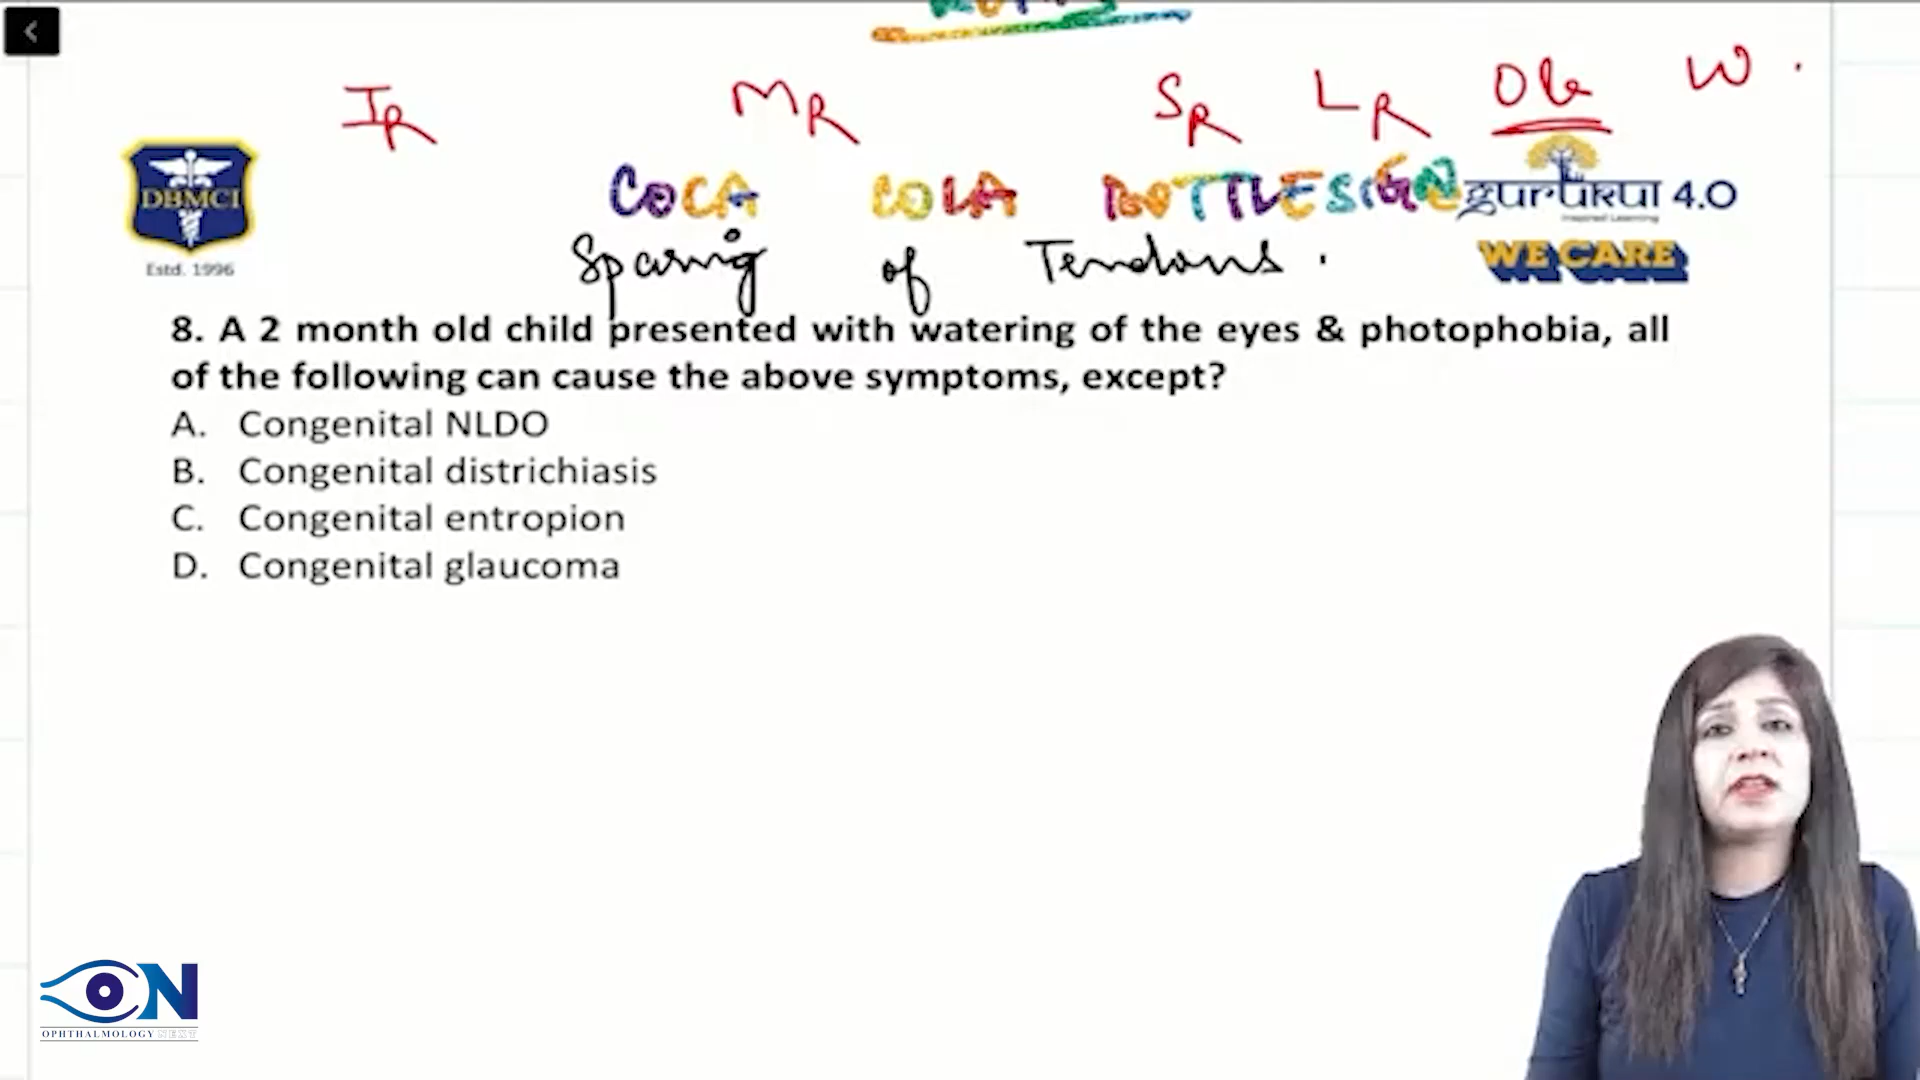 IR MR SR LR Ob W.
DBMCI
Estd. 1996
COCA COLA BOTTLE SIGN
gurukul 4.0
Inspired Learning
Sparing of Tendons.
WE CARE
8. A 2 month old child presented with watering of the eyes & photophobia, all
of the following can cause the above symptoms, except?
A. Congenital NLDO
B. Congenital districhiasis
C. Congenital entropion
D. Congenital glaucoma
ON
OPHTHALMOLOGY NEXT